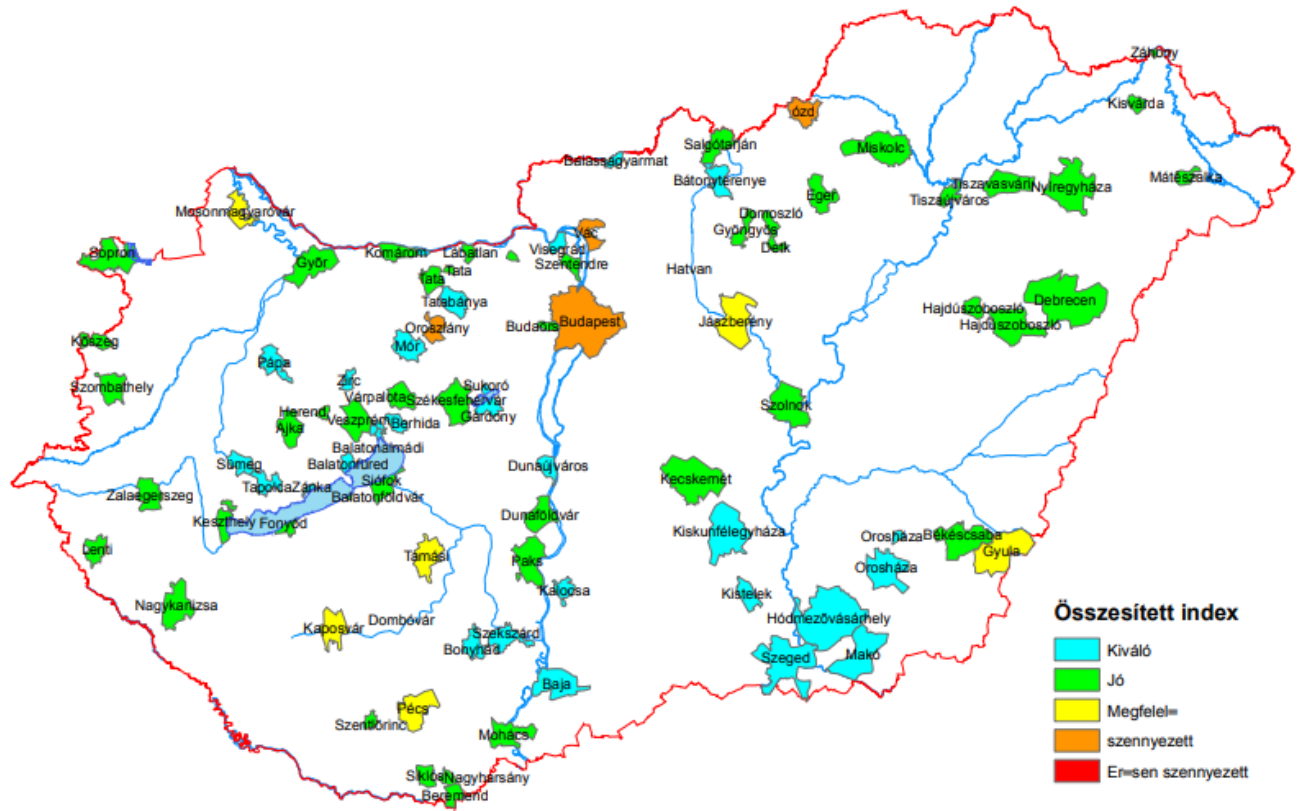 Záhony
Kisvárda
Ózd
Salgótarján
Miskolc
Balassagyarmat
Bátonyterenye
Mátészalka
Tiszavasvári
Nyíregyháza
Tiszaújváros
Eger
Mosonmagyaróvár
Domoszló
Gyöngyös
Detk
Vác
Visegrád
Sopron
Győr
Komárom
Lábatlan
Szentendre
Hatvan
Tata
Tata
Tatabánya
Debrecen
Hajdúszoboszló
Hajdúszoboszló
Oroszlány
Budaörs
Budapest
Jászberény
Kőszeg
Mór
Pápa
Zirc
Sukoró
Szombathely
Várpalota
Székesfehérvár
Gárdony
Szolnok
Herend
Veszprém
Berhida
Ajka
Balatonalmádi
Sümeg
Balatonfüred
Dunaújváros
Tapolca
Zánka
Siófok
Kecskemét
Zalaegerszeg
Balatonföldvár
Keszthely
Fonyód
Dunaföldvár
Kiskunfélegyháza
Orosháza
Békéscsaba
Lenti
Tamási
Paks
Gyula
Orosháza
Kalocsa
Kistelek
Nagykanizsa
Dombóvár
Kaposvár
Hódmezővásárhely
Szekszárd
Bonyhád
Szeged
Makó
Baja
Pécs
Szentlőrinc
Mohács
Siklós
Nagyharsány
Beremend
Összesített index
Kiváló
Jó
Megfelel=
szennyezett
Er=sen szennyezett